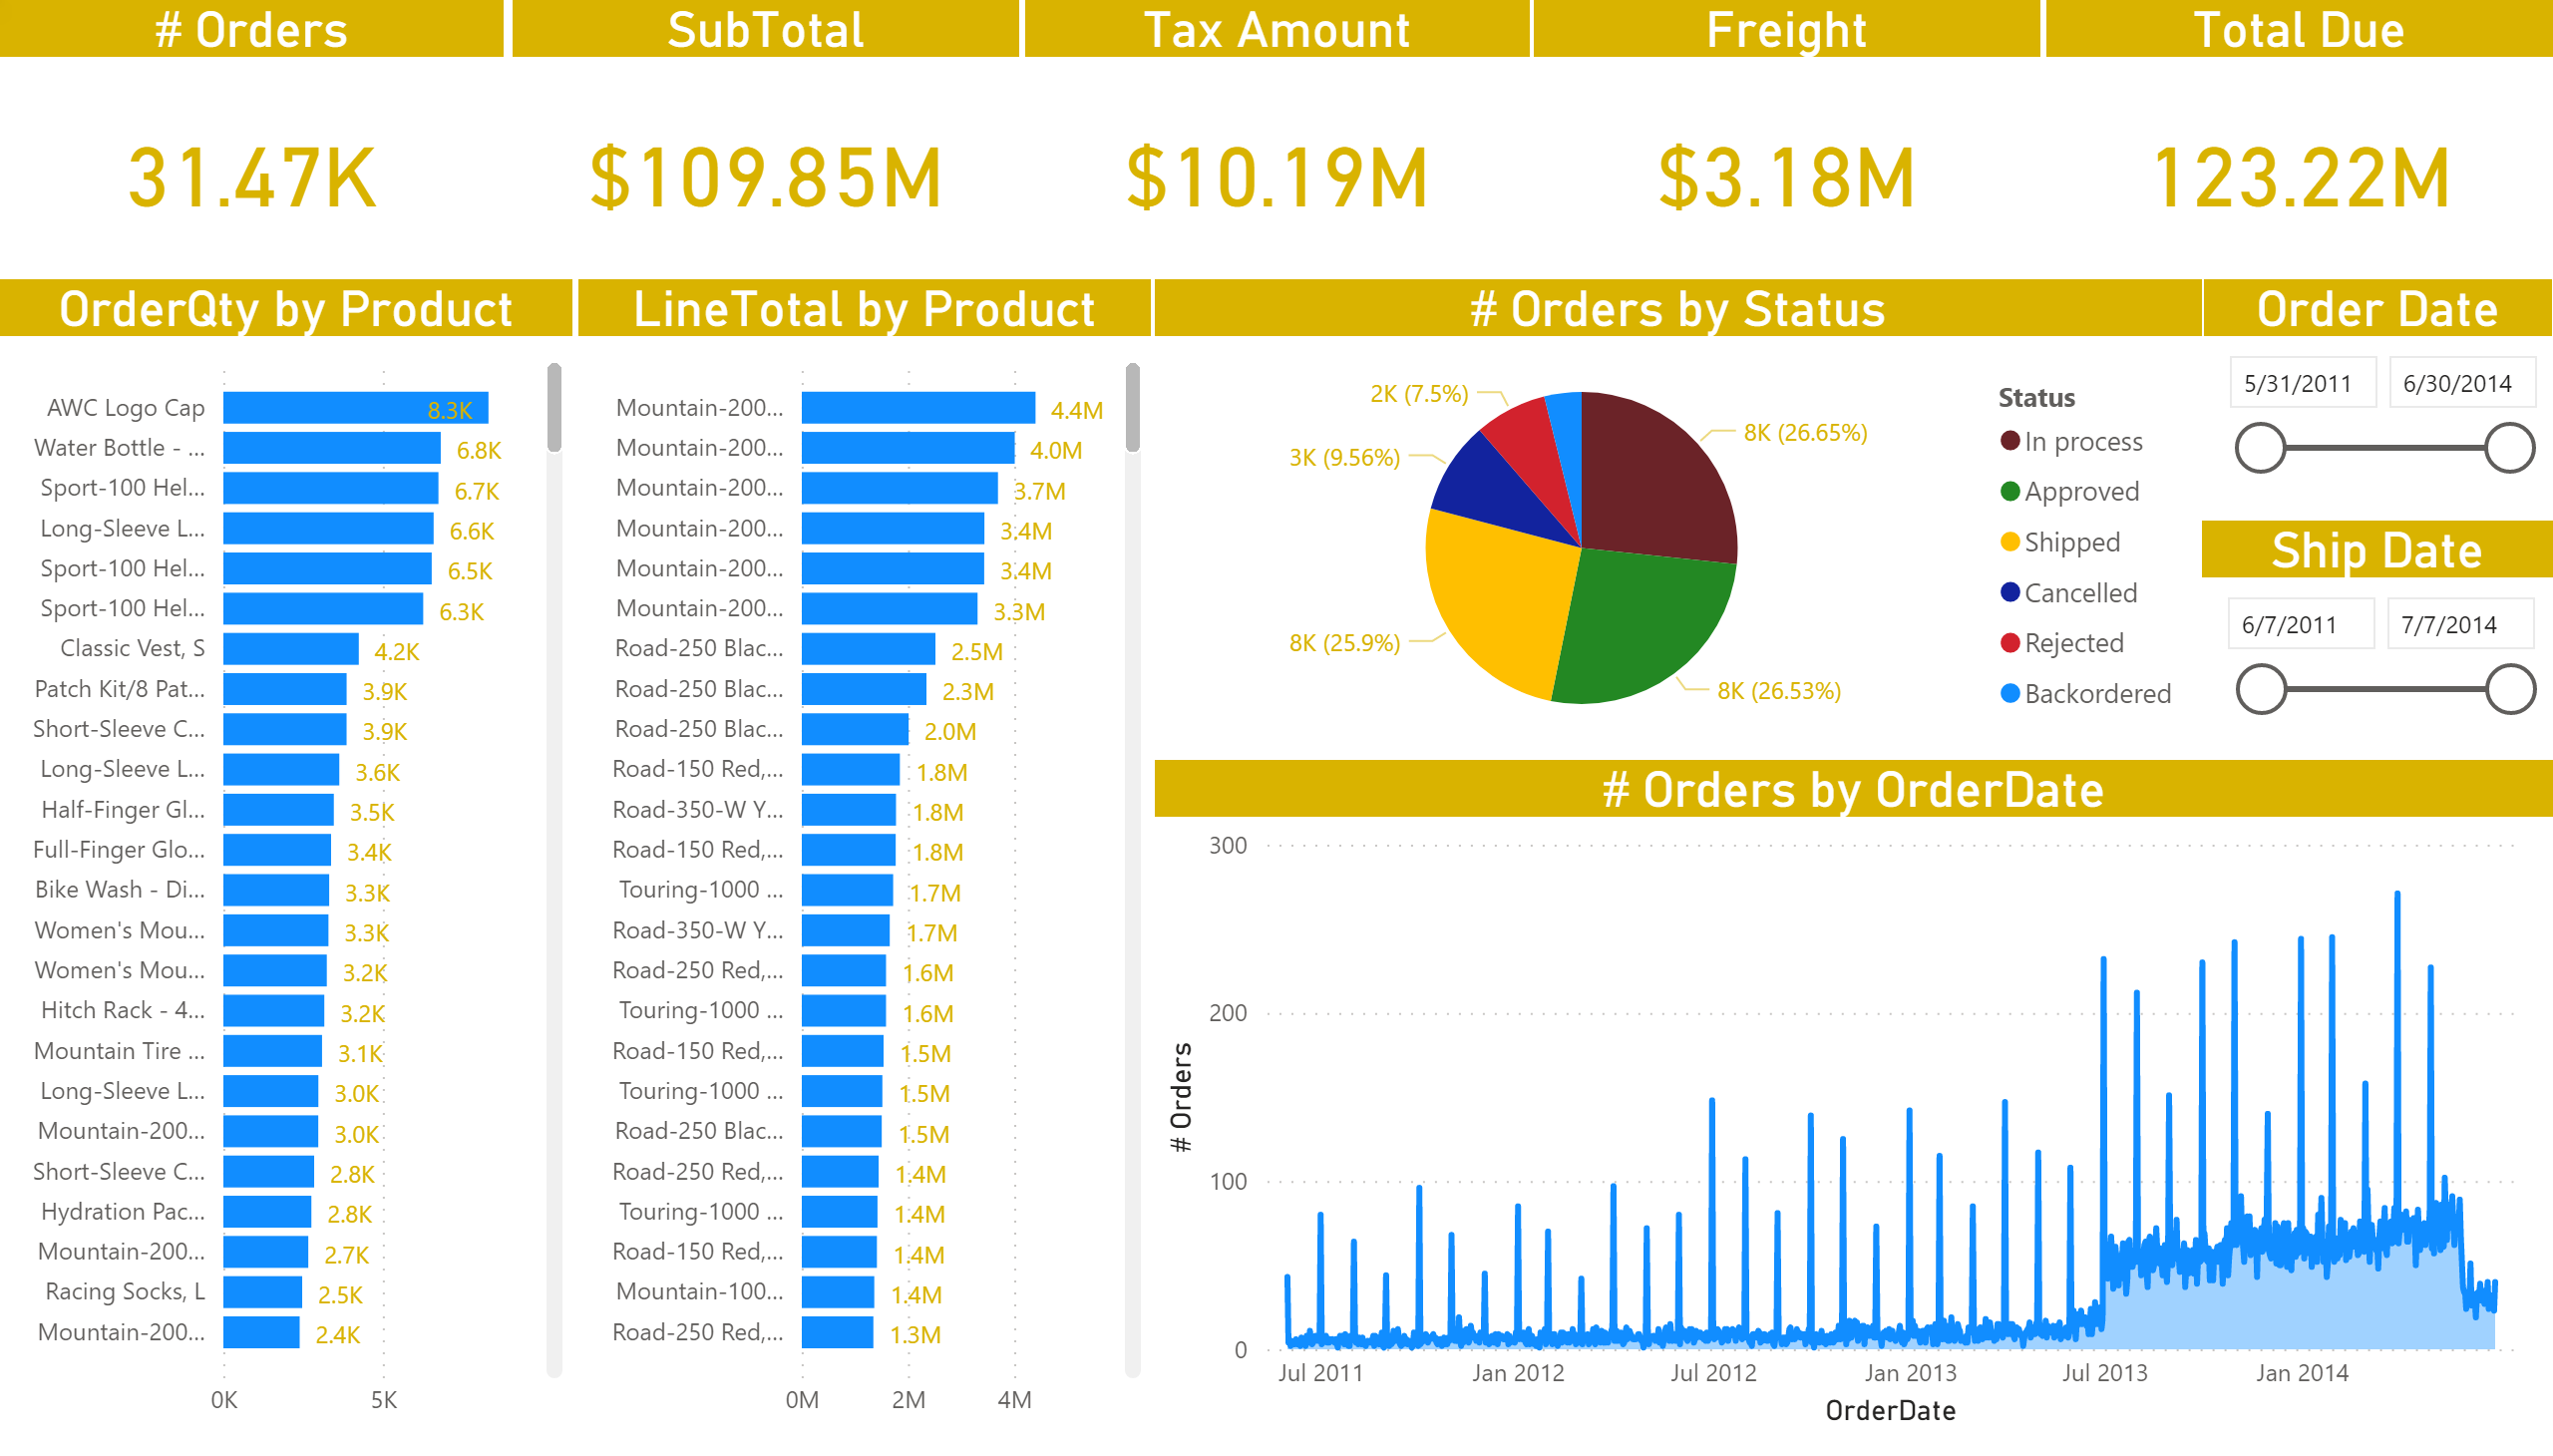 # Orders
SubTotal
Tax Amount
Freight
Total Due
31.47K
$109.85M
$10.19M
$3.18M
123.22M
OrderQty by Product
AWC Logo Cap 8.3K
Water Bottle - ... 6.8K
Sport-100 Hel... 6.7K
Long-Sleeve L... 6.6K
Sport-100 Hel... 6.5K
Sport-100 Hel... 6.3K
Classic Vest, S 4.2K
Patch Kit/8 Pat... 3.9K
Short-Sleeve C... 3.9K
Long-Sleeve L... 3.6K
Half-Finger Gl... 3.5K
Full-Finger Glo... 3.4K
Bike Wash - Di... 3.3K
Women's Mou... 3.3K
Women's Mou... 3.2K
Hitch Rack - 4... 3.2K
Mountain Tire ... 3.1K
Long-Sleeve L... 3.0K
Mountain-200... 3.0K
Short-Sleeve C... 2.8K
Hydration Pac... 2.8K
Mountain-200... 2.7K
Racing Socks, L 2.5K
Mountain-200... 2.4K
0K 5K
LineTotal by Product
Mountain-200... 4.4M
Mountain-200... 4.0M
Mountain-200... 3.7M
Mountain-200... 3.4M
Mountain-200... 3.4M
Mountain-200... 3.3M
Road-250 Blac... 2.5M
Road-250 Blac... 2.3M
Road-250 Blac... 2.0M
Road-150 Red,... 1.8M
Road-350-W Y... 1.8M
Road-150 Red,... 1.8M
Touring-1000 ... 1.7M
Road-350-W Y... 1.7M
Road-250 Red,... 1.6M
Touring-1000 ... 1.6M
Road-150 Red,... 1.5M
Touring-1000 ... 1.5M
Road-250 Blac... 1.5M
Road-250 Red,... 1.4M
Touring-1000 ... 1.4M
Road-150 Red,... 1.4M
Mountain-100... 1.4M
Road-250 Red,... 1.3M
0M 2M 4M
# Orders by Status
2K (7.5%)
8K (26.65%)
3K (9.56%)
8K (25.9%)
8K (26.53%)
Status
In process
Approved
Shipped
Cancelled
Rejected
Backordered
Order Date
5/31/2011 6/30/2014
Ship Date
6/7/2011 7/7/2014
# Orders by OrderDate
300
200
100
0
# Orders
Jul 2011 Jan 2012 Jul 2012 Jan 2013 Jul 2013 Jan 2014
OrderDate